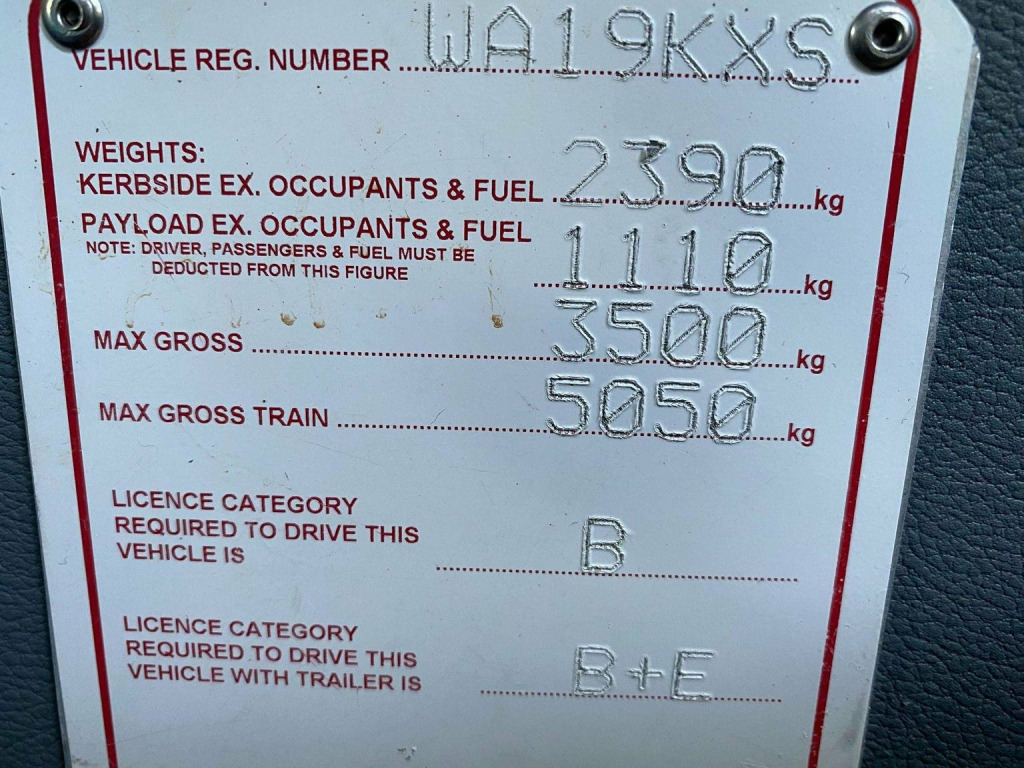 VEHICLE REG. NUMBER WA19KXS
WEIGHTS:
KERBSIDE EX. OCCUPANTS & FUEL 2390 kg
PAYLOAD EX. OCCUPANTS & FUEL
NOTE: DRIVER, PASSENGERS & FUEL MUST BE
DEDUCTED FROM THIS FIGURE 1110 kg
MAX GROSS 3500 kg
MAX GROSS TRAIN 5050 kg
LICENCE CATEGORY
REQUIRED TO DRIVE THIS
VEHICLE IS B
LICENCE CATEGORY
REQUIRED TO DRIVE THIS
VEHICLE WITH TRAILER IS B+E